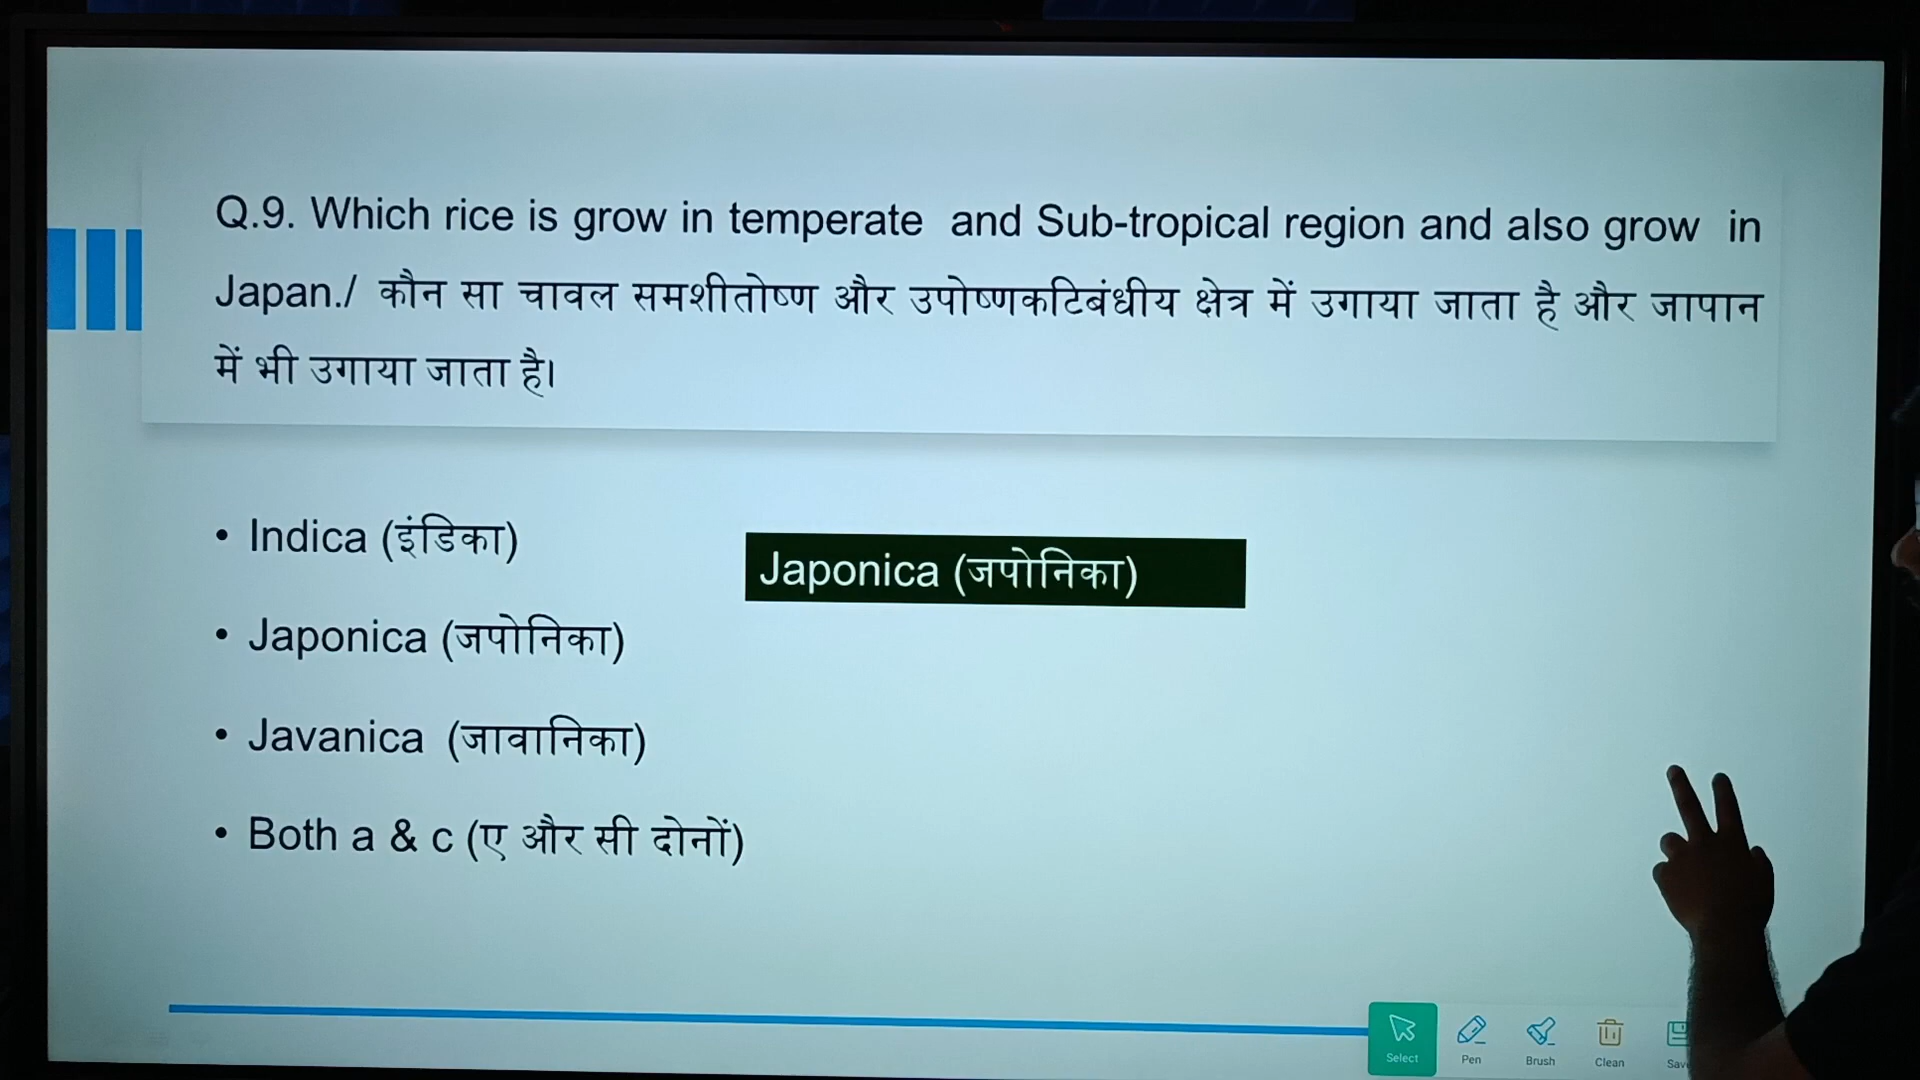 Q.9. Which rice is grow in temperate and Sub-tropical region and also grow in
Japan./ कौन सा चावल समशीतोष्ण और उपोष्णकटिबंधीय क्षेत्र में उगाया जाता है और जापान
में भी उगाया जाता है।
• Indica (इंडिका)
Japonica (जपोनिका)
• Japonica (जपोनिका)
• Javanica (जावानिका)
• Both a & c (ए और सी दोनों)
Select Pen Brush Clean